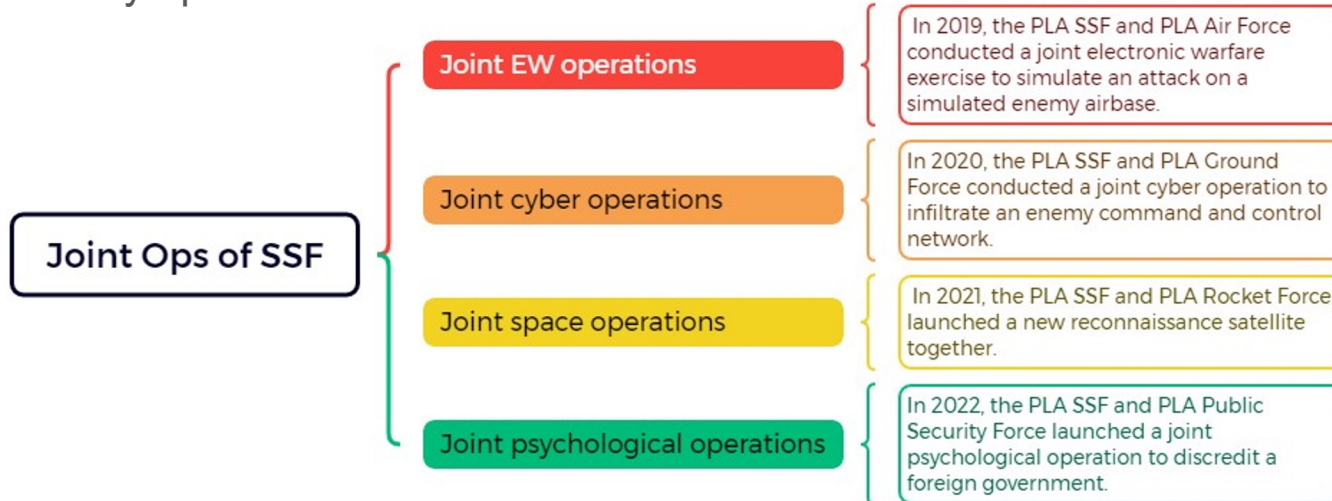 Joint Ops of SSF
Joint EW operations
In 2019, the PLA SSF and PLA Air Force
conducted a joint electronic warfare
exercise to simulate an attack on a
simulated enemy airbase.
Joint cyber operations
In 2020, the PLA SSF and PLA Ground
Force conducted a joint cyber operation to
infiltrate an enemy command and control
network.
Joint space operations
In 2021, the PLA SSF and PLA Rocket Force
launched a new reconnaissance satellite
together.
Joint psychological operations
In 2022, the PLA SSF and PLA Public
Security Force launched a joint
psychological operation to discredit a
foreign government.